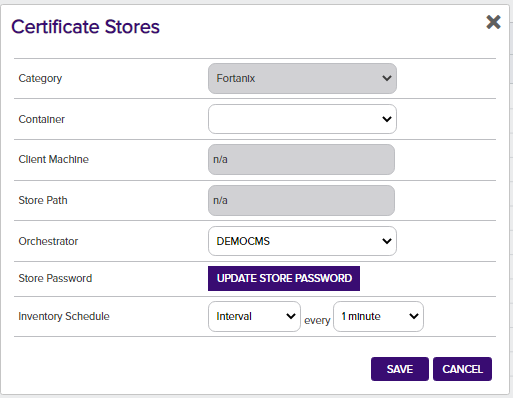 Certificate Stores
Category Fortanix
Container
Client Machine n/a
Store Path n/a
Orchestrator DEMOCMS
Store Password UPDATE STORE PASSWORD
Inventory Schedule Interval every 1 minute
SAVE CANCEL